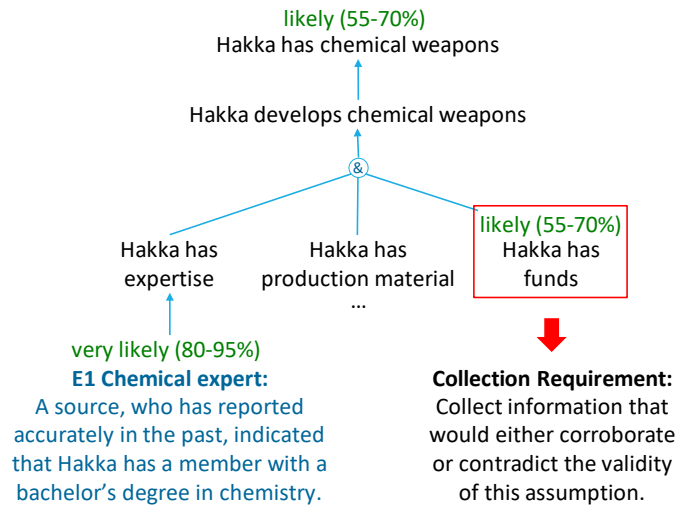 likely (55-70%)
Hakka has chemical weapons
Hakka develops chemical weapons
&
Hakka has
expertise
Hakka has
production material
...
likely (55-70%)
Hakka has
funds
very likely (80-95%)
E1 Chemical expert:
A source, who has reported
accurately in the past, indicated
that Hakka has a member with a
bachelor’s degree in chemistry.
Collection Requirement:
Collect information that
would either corroborate
or contradict the validity
of this assumption.